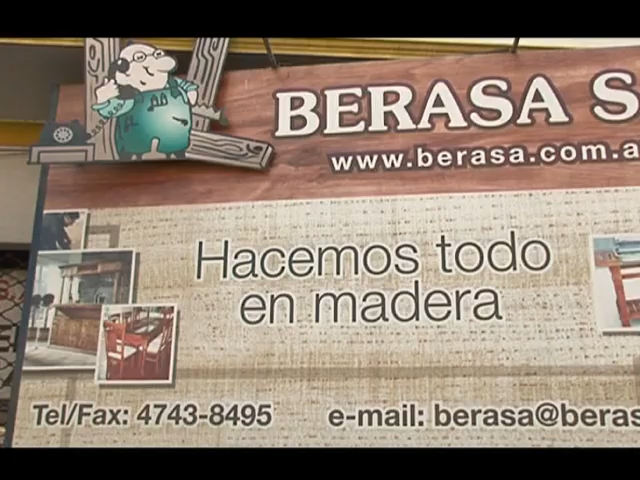 BERASA S
www.berasa.com.a
Hacemos todo
en madera
Tel/Fax: 4743-8495
e-mail: berasa@beras